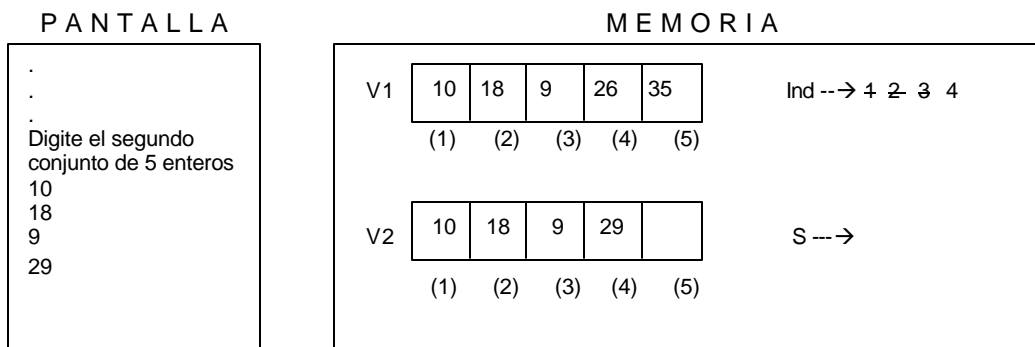 P A N T A L L A
M E M O R I A
.
.
.
Digite el segundo
conjunto de 5 enteros
10
18
9
29
V1 10 18 9 26 35 Ind --→ 1 2 3 4
(1) (2) (3) (4) (5)
V2 10 18 9 29 S ---→
(1) (2) (3) (4) (5)